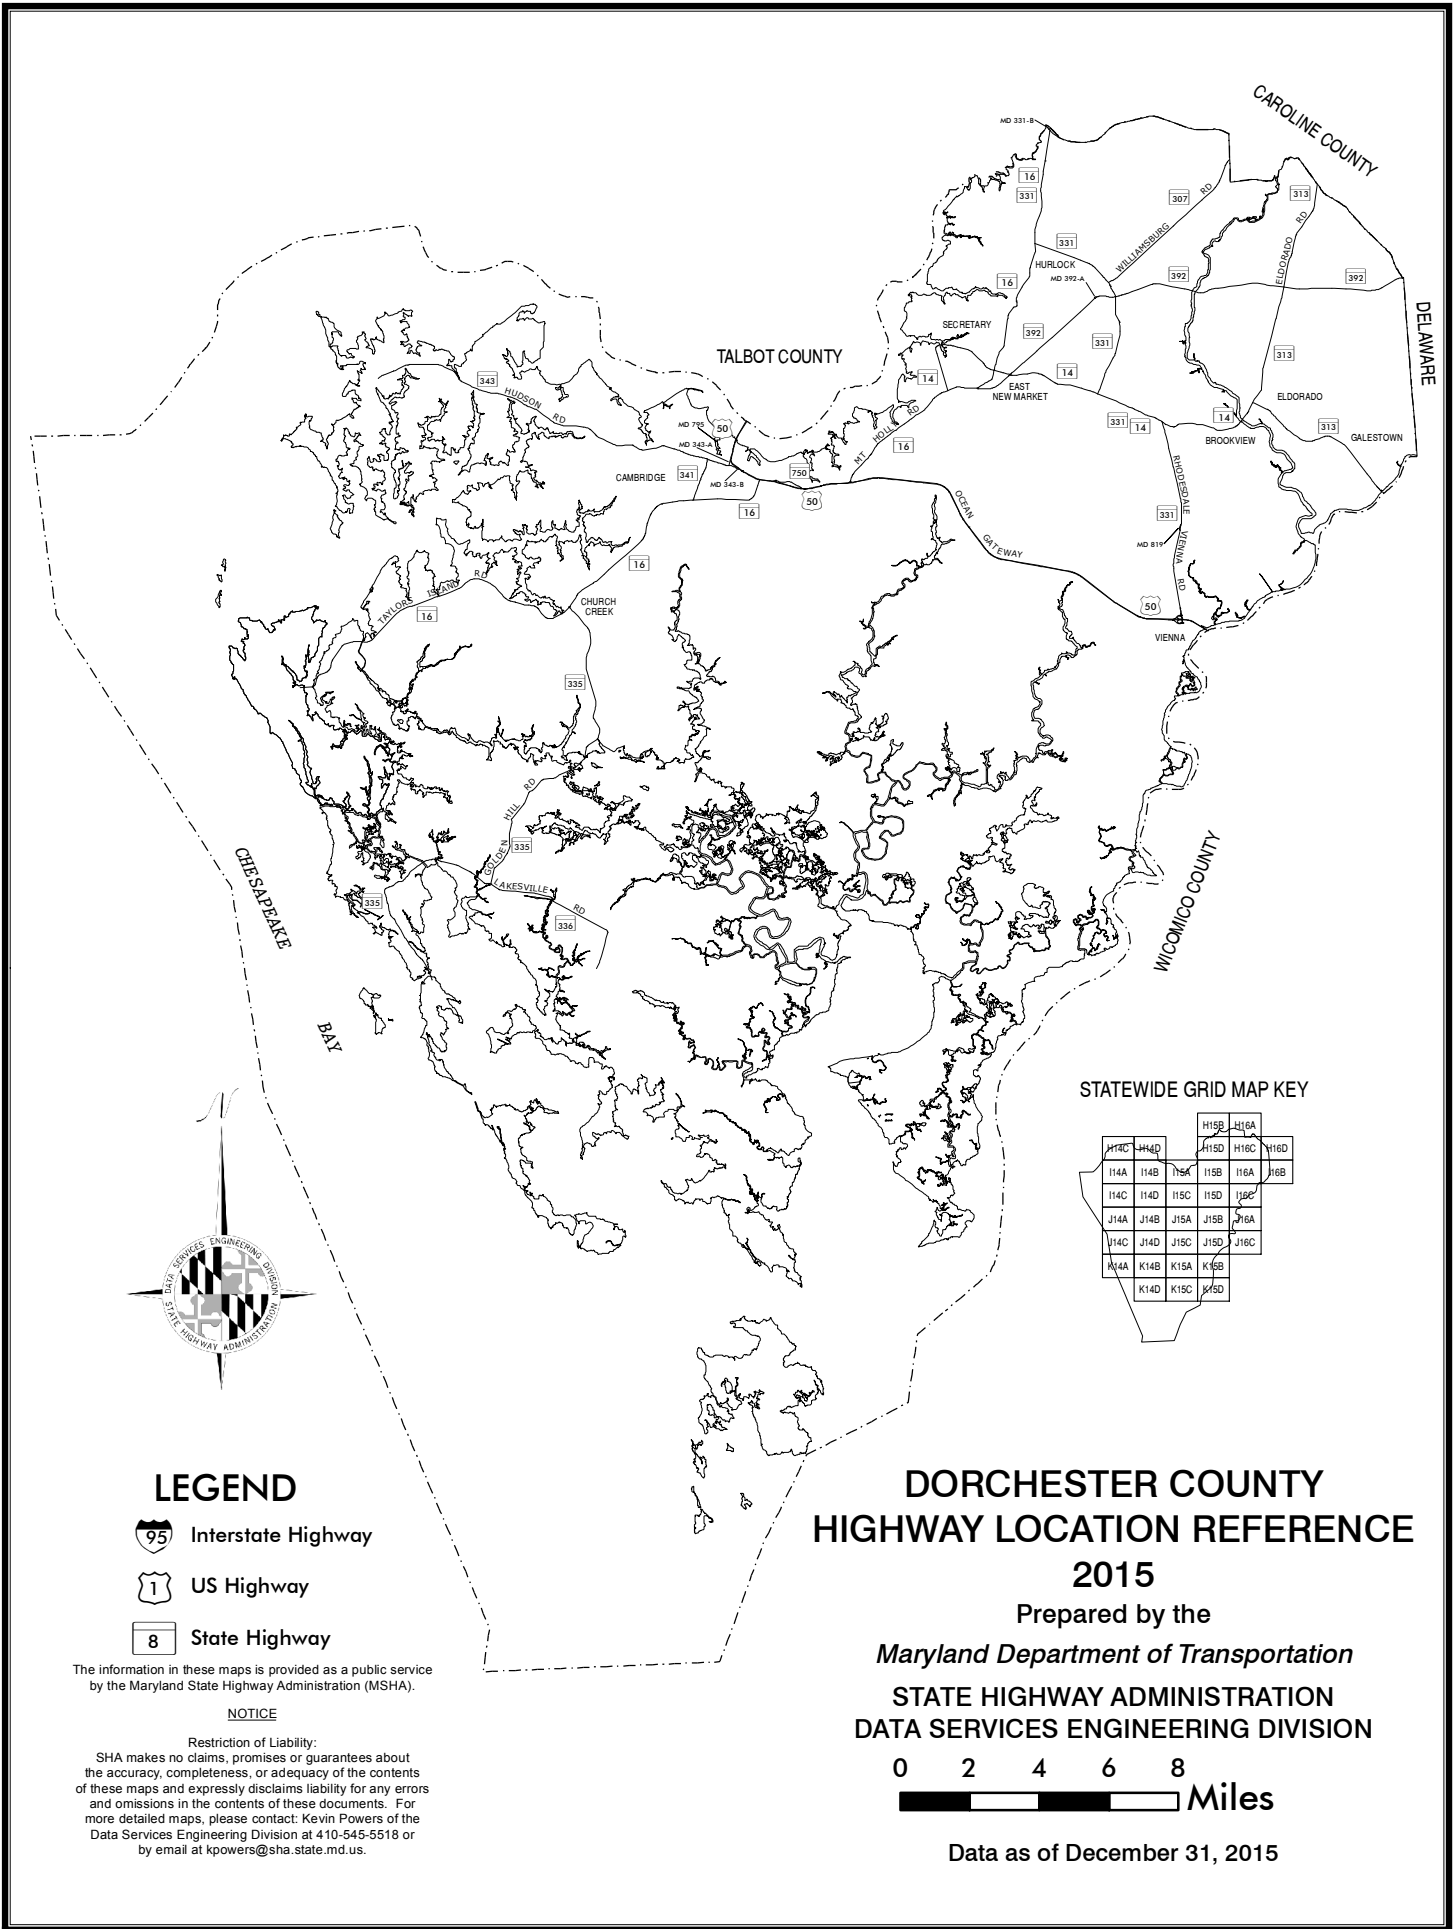 CAROLINE COUNTY
MD 331-B
16
331
307
WILLIAMSBURG RD
313
ELDORADO RD
331
HURLOCK
MD 392-A
392
392
16
DELAWARE
SECRETARY
392
331
TALBOT COUNTY
313
14
14
343
HUDSON RD
EAST
NEW MARKET
ELDORADO
MT HOLLY RD
331
14
14
313
MD 795
50
BROOKVIEW
GALESTOWN
MD 343-A
16
CAMBRIDGE
341
750
MD 343-B
50
16
OCEAN GATEWAY
RHODESDALE VIENNA RD
331
MD 819
16
TAYLORS ISLAND RD
16
CHURCH
CREEK
50
VIENNA
335
GOLDEN HILL RD
335
LAKESVILLE RD
335
336
CHESAPEAKE
BAY
WICOMICO COUNTY
STATEWIDE GRID MAP KEY
H15B H16A
H14C H14D H15D H16C H16D
I14A I14B I15A I15B I16A I16B
I14C I14D I15C I15D I16C
J14A J14B J15A J15B J16A
J14C J14D J15C J15D J16C
K14A K14B K15A K15B
K14D K15C K15D
DATA SERVICES ENGINEERING DIVISION
STATE HIGHWAY ADMINISTRATION
LEGEND
95 Interstate Highway
1 US Highway
8 State Highway
The information in these maps is provided as a public service
by the Maryland State Highway Administration (MSHA).
NOTICE
Restriction of Liability:
SHA makes no claims, promises or guarantees about
the accuracy, completeness, or adequacy of the contents
of these maps and expressly disclaims liability for any errors
and omissions in the contents of these documents. For
more detailed maps, please contact: Kevin Powers of the
Data Services Engineering Division at 410-545-5518 or
by email at kpowers@sha.state.md.us.
DORCHESTER COUNTY
HIGHWAY LOCATION REFERENCE
2015
Prepared by the
Maryland Department of Transportation
STATE HIGHWAY ADMINISTRATION
DATA SERVICES ENGINEERING DIVISION
0 2 4 6 8
Miles
Data as of December 31, 2015